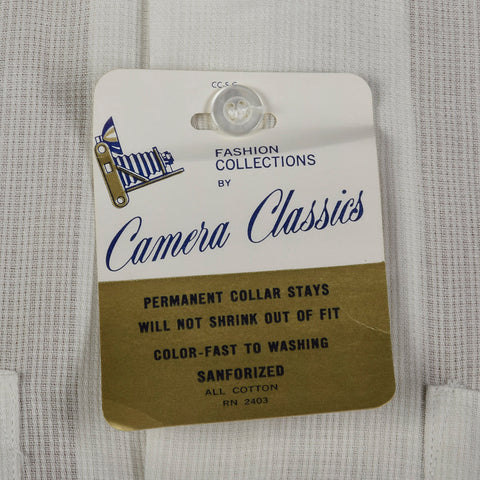 FASHION
COLLECTIONS
BY
Camera Classics
PERMANENT COLLAR STAYS
WILL NOT SHRINK OUT OF FIT
COLOR-FAST TO WASHING
SANFORIZED
ALL COTTON
RN 2403